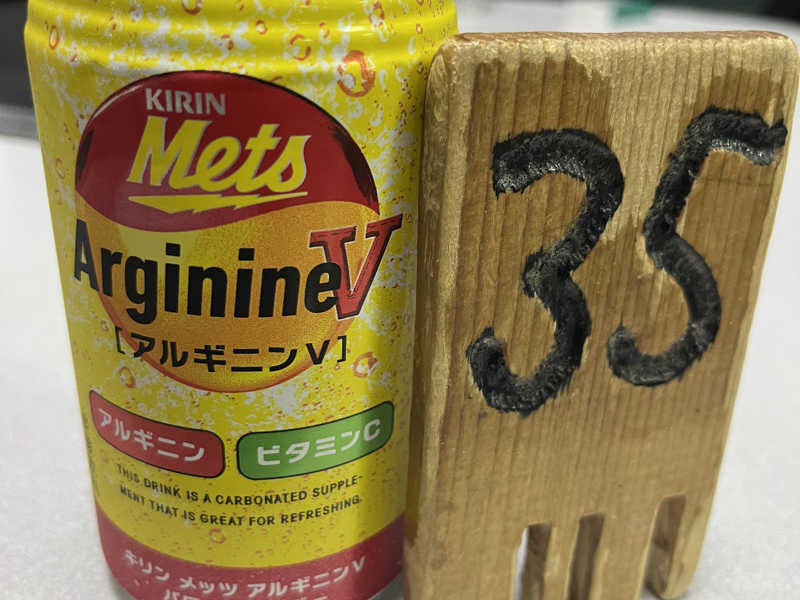 KIRIN
Mets
Arginine V
[アルギニンV]
アルギニン
ビタミンC
THIS DRINK IS A CARBONATED SUPPLE-
MENT THAT IS GREAT FOR REFRESHING.
キリン メッツ アルギニンV
35